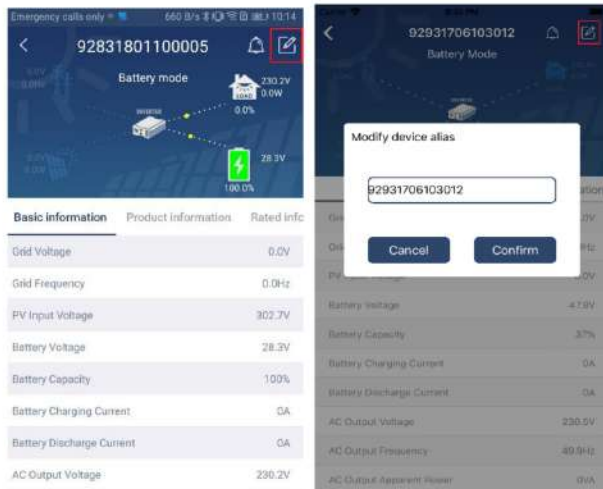 Emergency calls only
660 B/s
10:14
92831801100005
Battery mode
230.2V
0.0W
LOAD
0.0%
28.3V
100.0%
Basic information Product information Rated info
Grid Voltage 0.0V
Grid Frequency 0.0Hz
PV Input Voltage 302.7V
Battery Voltage 28.3V
Battery Capacity 100%
Battery Charging Current 0A
Battery Discharge Current 0A
AC Output Voltage 230.2V
92931706103012
Battery Mode
Modify device alias
92931706103012
Cancel Confirm
Battery Voltage 47.8V
Battery Capacity 37%
Battery Charging Current 0A
Battery Discharge Current 0A
AC Output Voltage 230.5V
AC Output Frequency 49.9Hz
AC Output Apparent Power 0VA